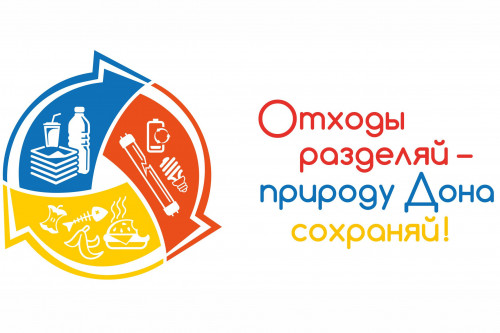 Отходы
разделяй –
природу Дона
сохраняй!